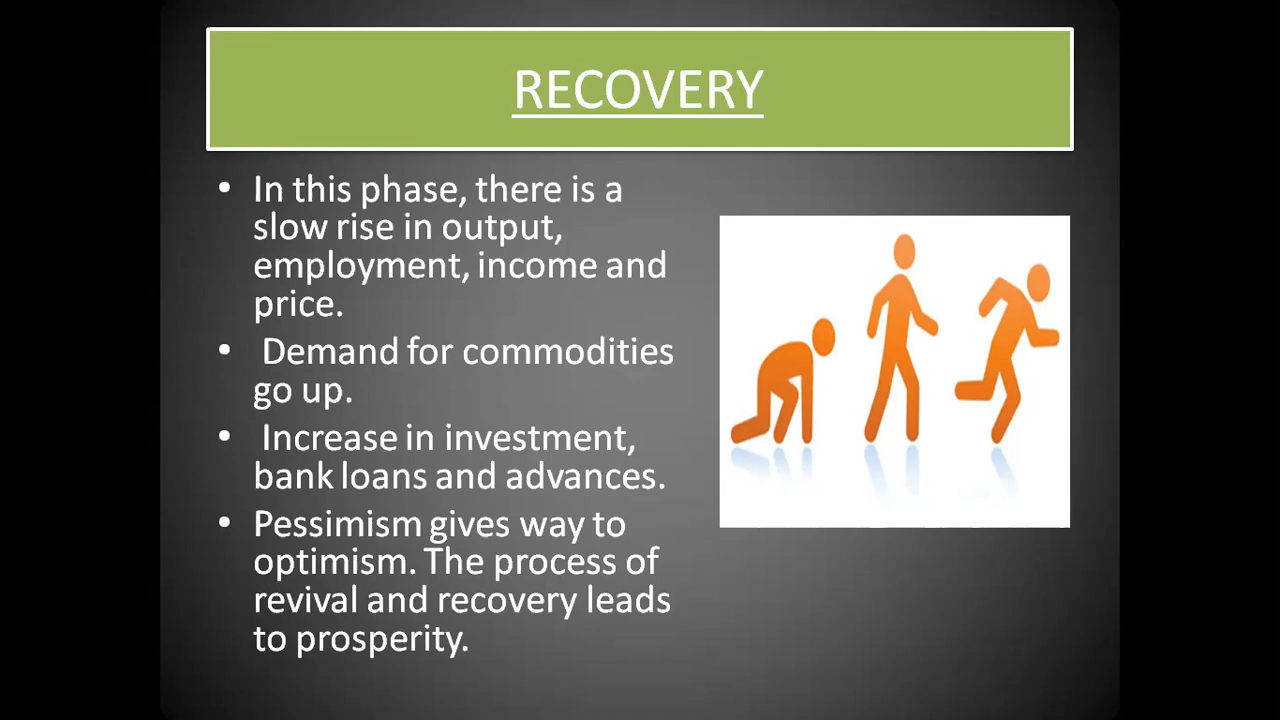 RECOVERY
• In this phase, there is a
slow rise in output,
employment, income and
price.
• Demand for commodities
go up.
• Increase in investment,
bank loans and advances.
• Pessimism gives way to
optimism. The process of
revival and recovery leads
to prosperity.